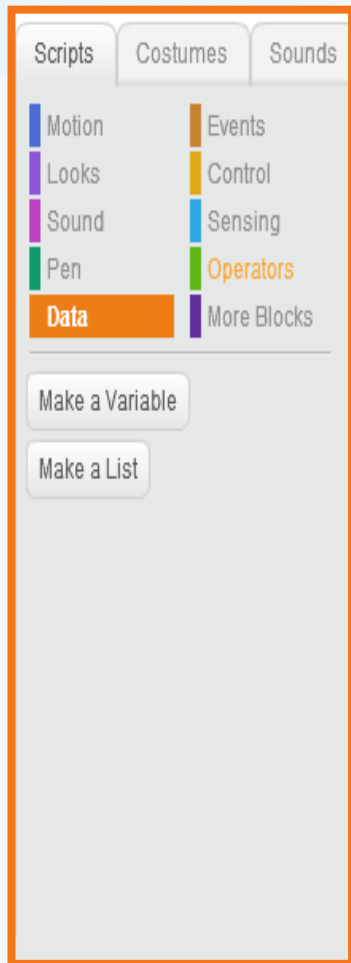 Scripts Costumes Sounds
Motion Events
Looks Control
Sound Sensing
Pen Operators
Data More Blocks
Make a Variable
Make a List